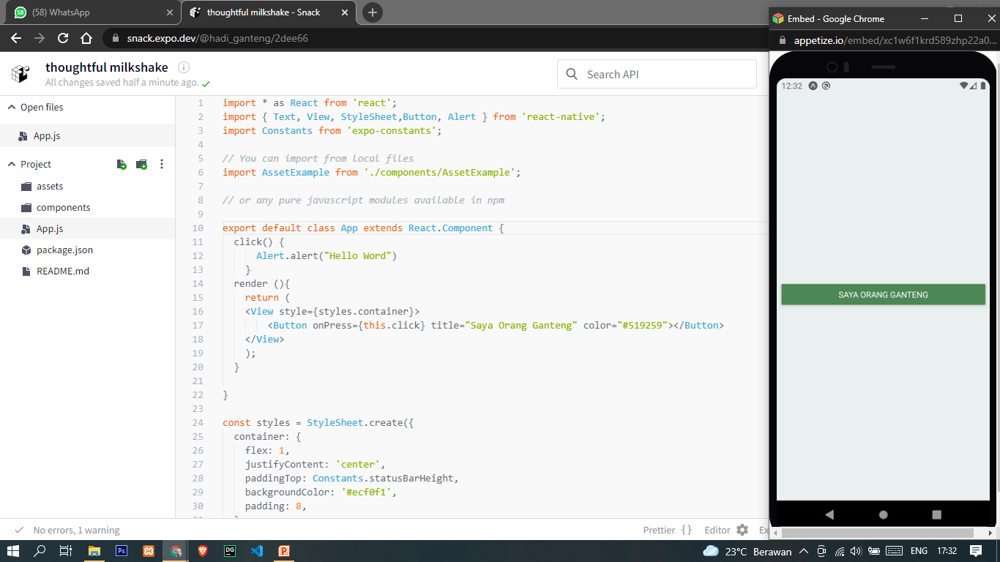 (58) WhatsApp
thoughtful milkshake - Snack
Embed - Google Chrome
snack.expo.dev/@hadi_ganteng/2dee66
appetize.io/embed/xc1w6f1krd589zhp22a0...
thoughtful milkshake
All changes saved half a minute ago.
Search API
Open files
App.js
Project
assets
components
App.js
package.json
README.md
1 import * as React from 'react';
2 import { Text, View, StyleSheet,Button, Alert } from 'react-native';
3 import Constants from 'expo-constants';
4
5 // You can import from local files
6 import AssetExample from './components/AssetExample';
7
8 // or any pure javascript modules available in npm
9
10 export default class App extends React.Component {
11 click() {
12 Alert.alert("Hello Word")
13 }
14 render (){
15 return (
16 <View style={styles.container}>
17 <Button onPress={this.click} title="Saya Orang Ganteng" color="#519259"></Button>
18 </View>
19 );
20 }
21
22 }
23
24 const styles = StyleSheet.create({
25 container: {
26 flex: 1,
27 justifyContent: 'center',
28 paddingTop: Constants.statusBarHeight,
29 backgroundColor: '#ecf0f1',
30 padding: 8,
12:32
SAYA ORANG GANTENG
No errors, 1 warning
Prettier {}
Editor
Ex
23°C Berawan
ENG
17:32